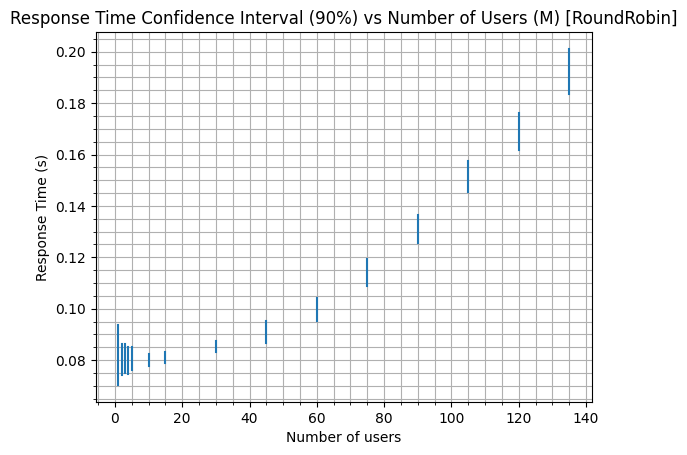 Response Time Confidence Interval (90%) vs Number of Users (M) [RoundRobin]
0.20
0.18
0.16
0.14
0.12
0.10
0.08
Response Time (s)
0 20 40 60 80 100 120 140
Number of users